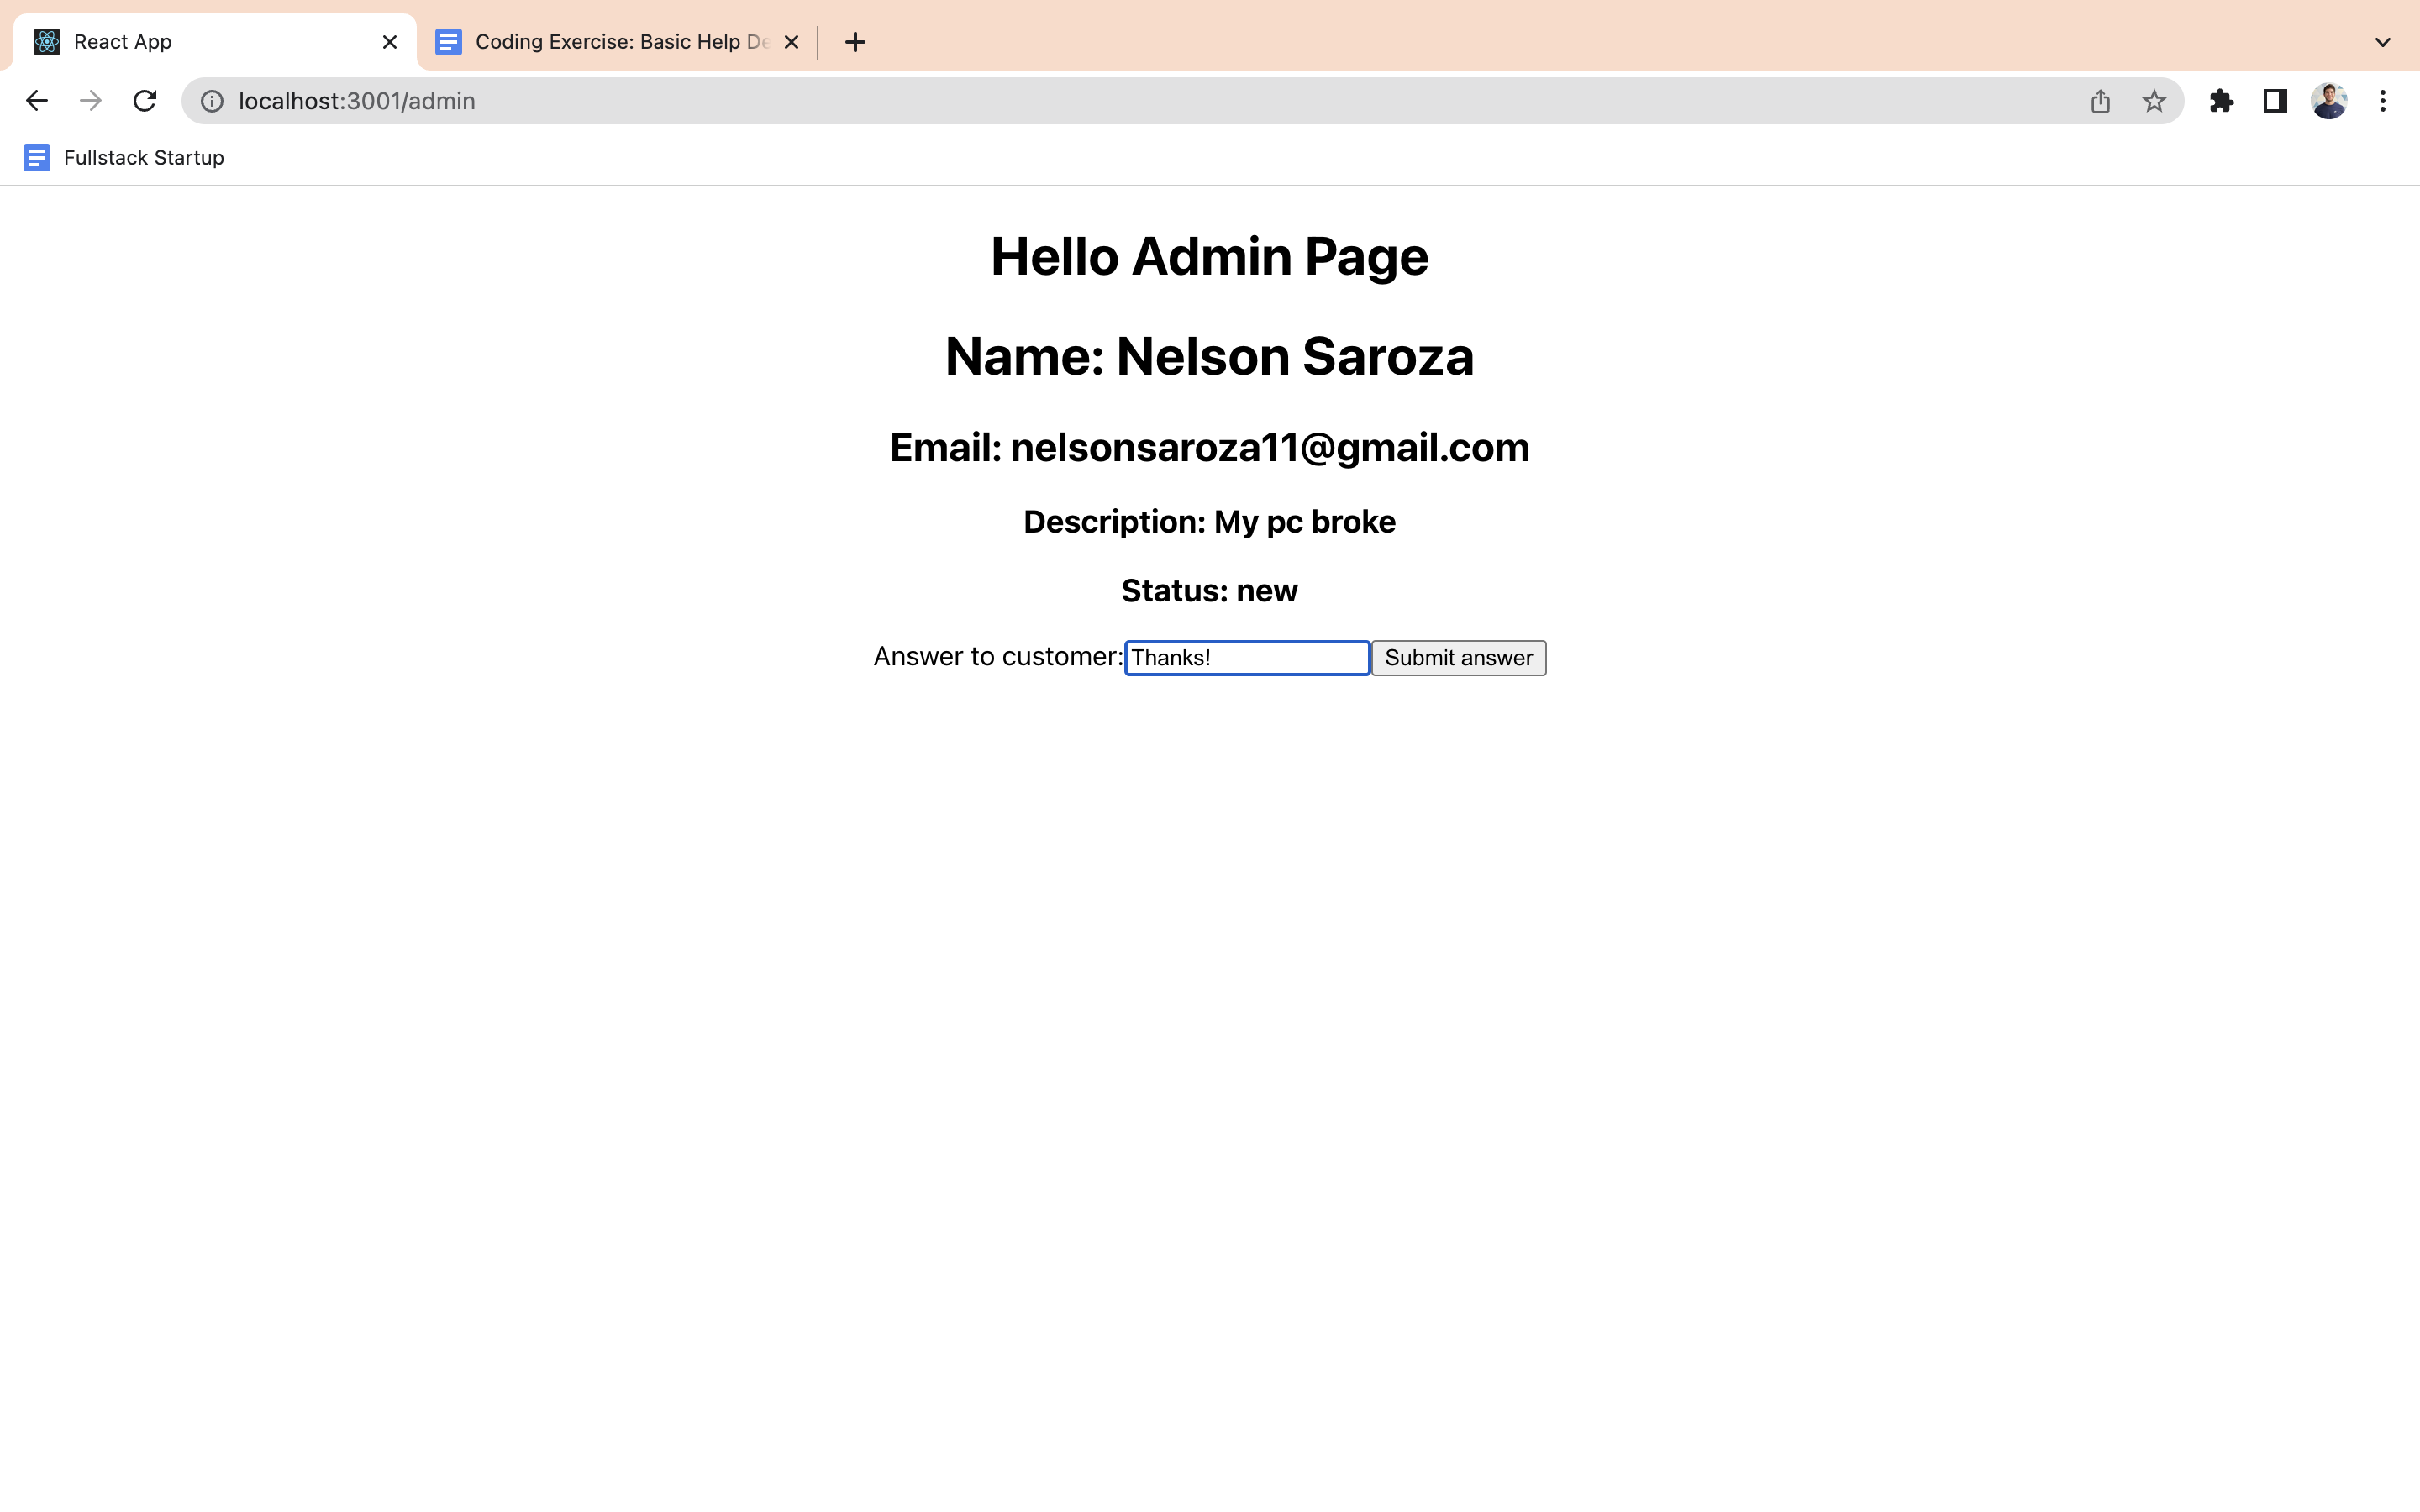 React App
Coding Exercise: Basic Help De
localhost:3001/admin
Fullstack Startup
Hello Admin Page
Name: Nelson Saroza
Email: nelsonsaroza11@gmail.com
Description: My pc broke
Status: new
Answer to customer: Thanks! Submit answer